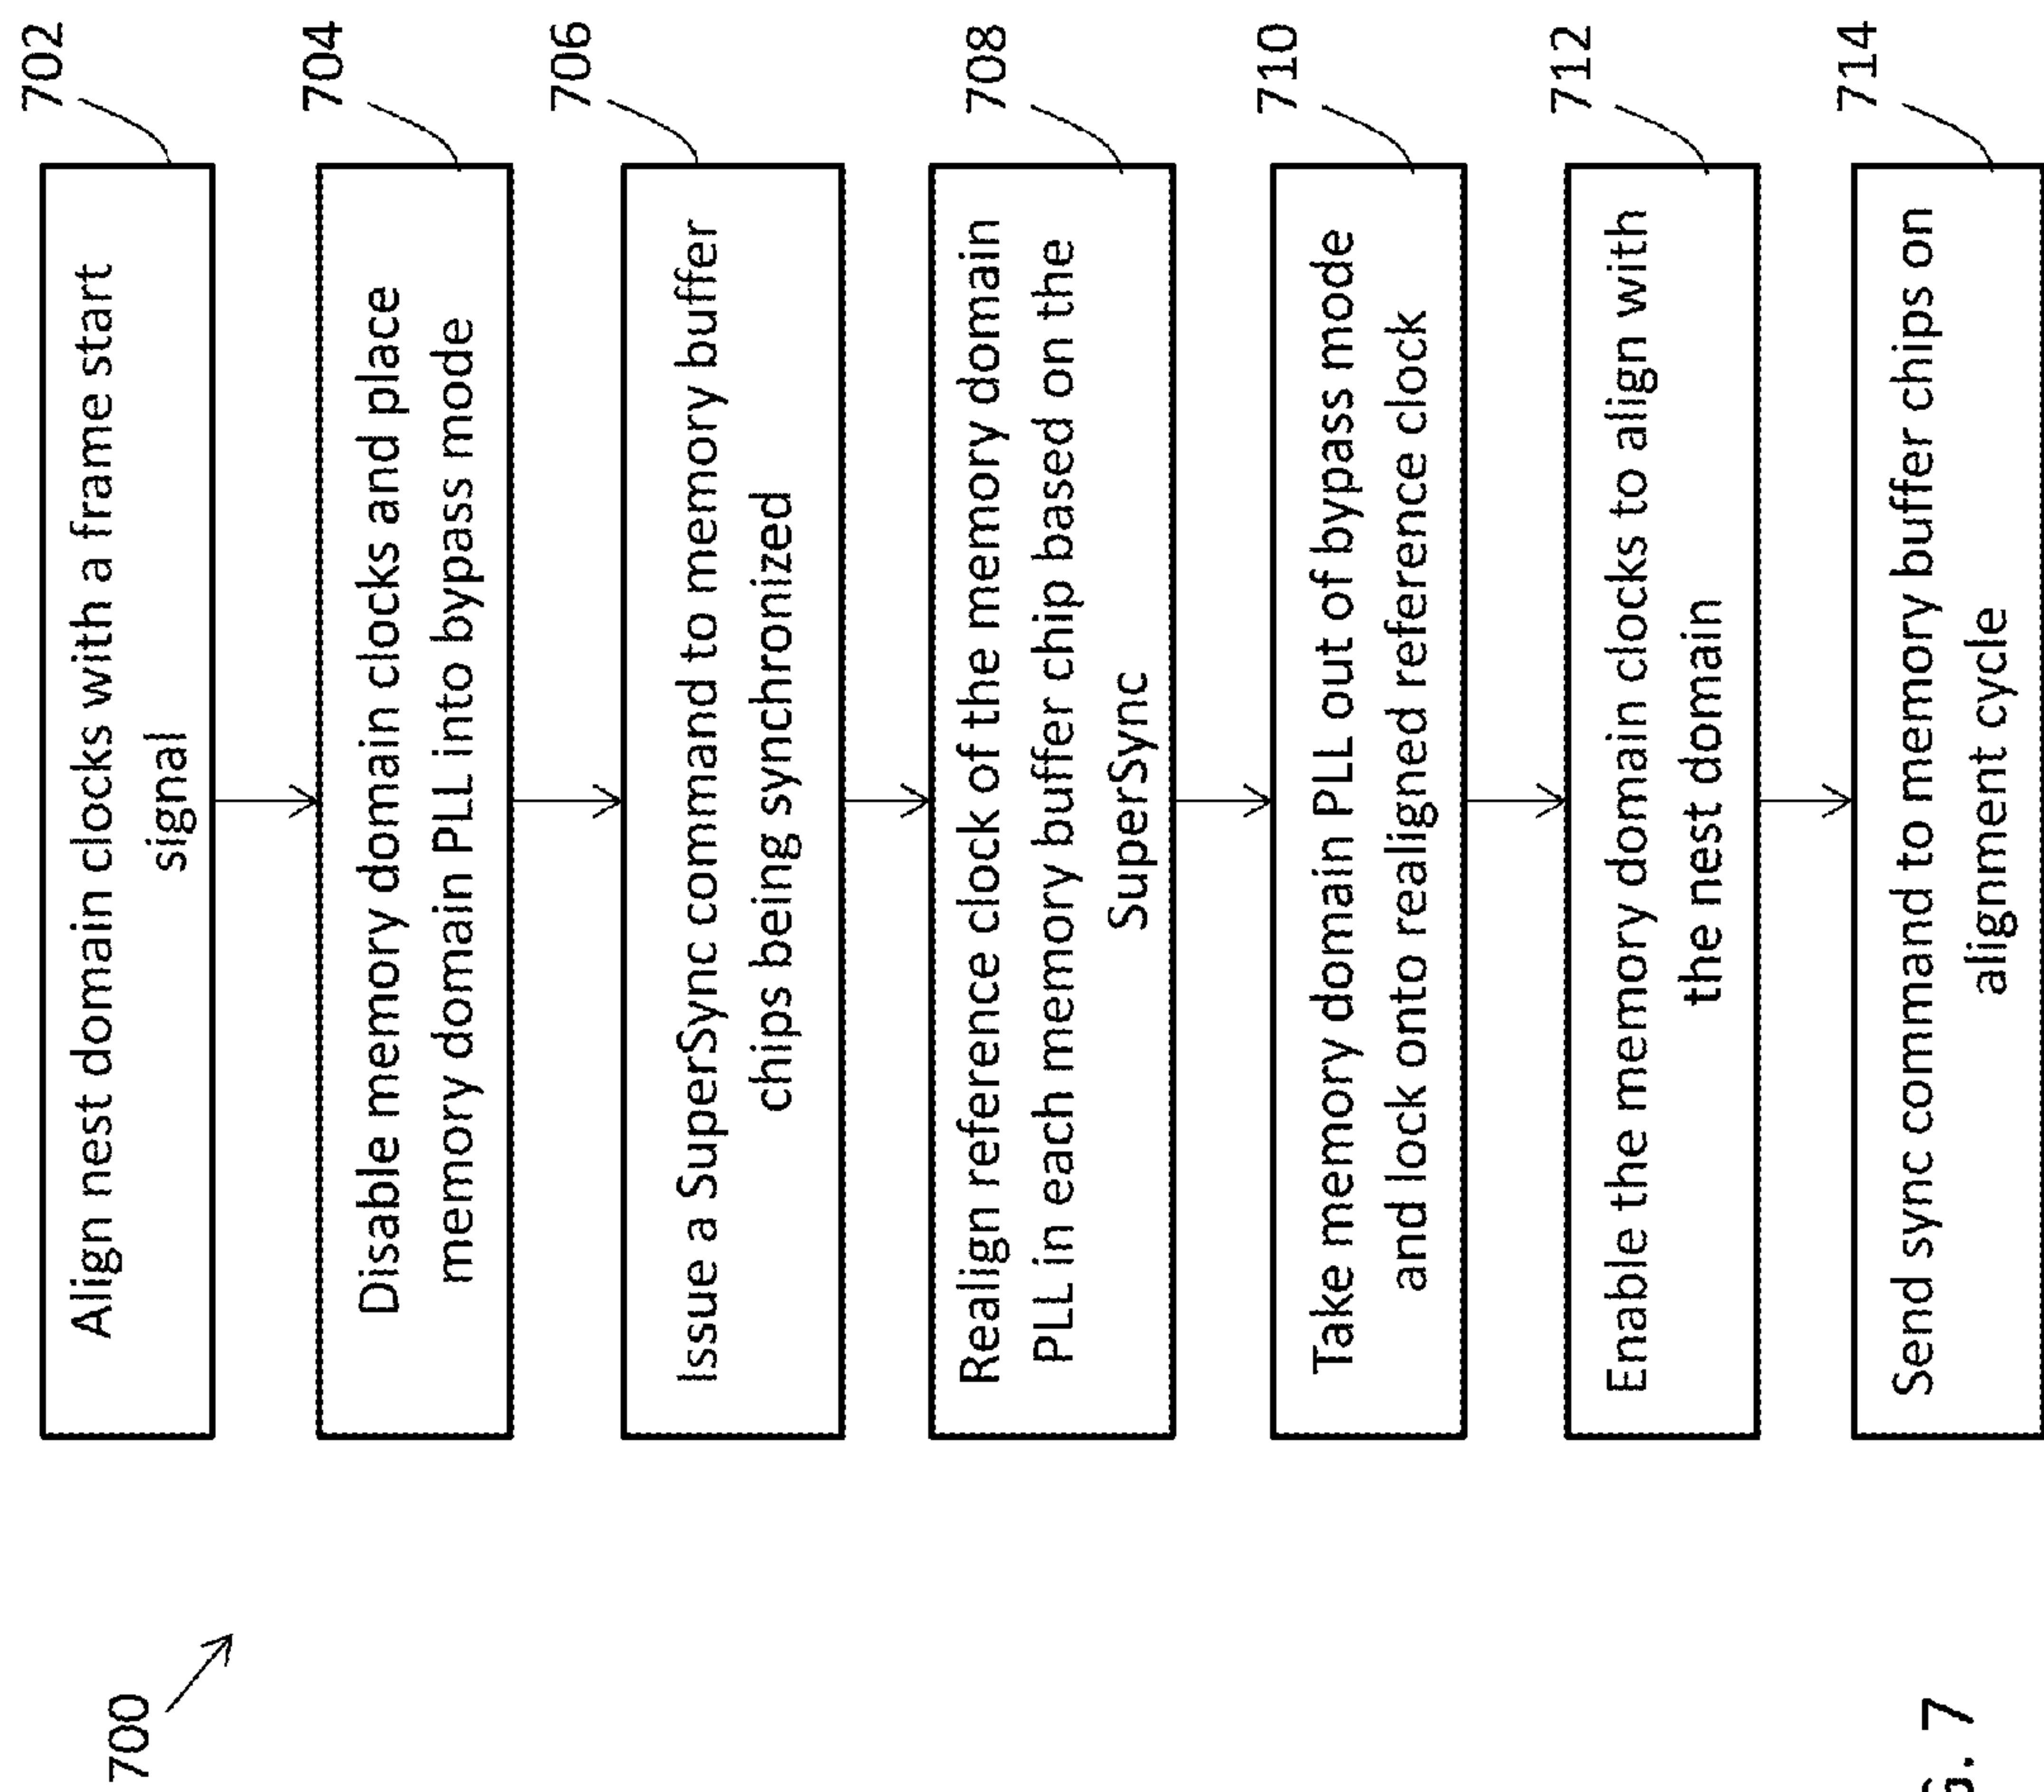 700
Align nest domain clocks with a frame start
signal
702
Disable memory domain clocks and place
memory domain PLL into bypass mode
704
Issue a SuperSync command to memory buffer
chips being synchronized
706
Realign reference clock of the memory domain
PLL in each memory buffer chip based on the
SuperSync
708
Take memory domain PLL out of bypass mode
and lock onto realigned reference clock
710
Enable the memory domain clocks to align with
the nest domain
712
Send sync command to memory buffer chips on
alignment cycle
714
. 7